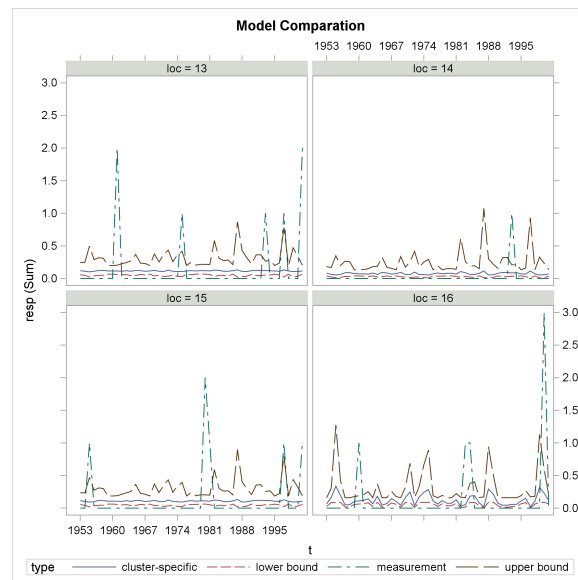 Model Comparation
1953 1960 1967 1974 1981 1988 1995
loc = 13 loc = 14
3.0
2.5
2.0
1.5
1.0
0.5
0.0
resp (Sum)
loc = 15 loc = 16
3.0
2.5
2.0
1.5
1.0
0.5
0.0
1953 1960 1967 1974 1981 1988 1995
t
type cluster-specific lower bound measurement upper bound